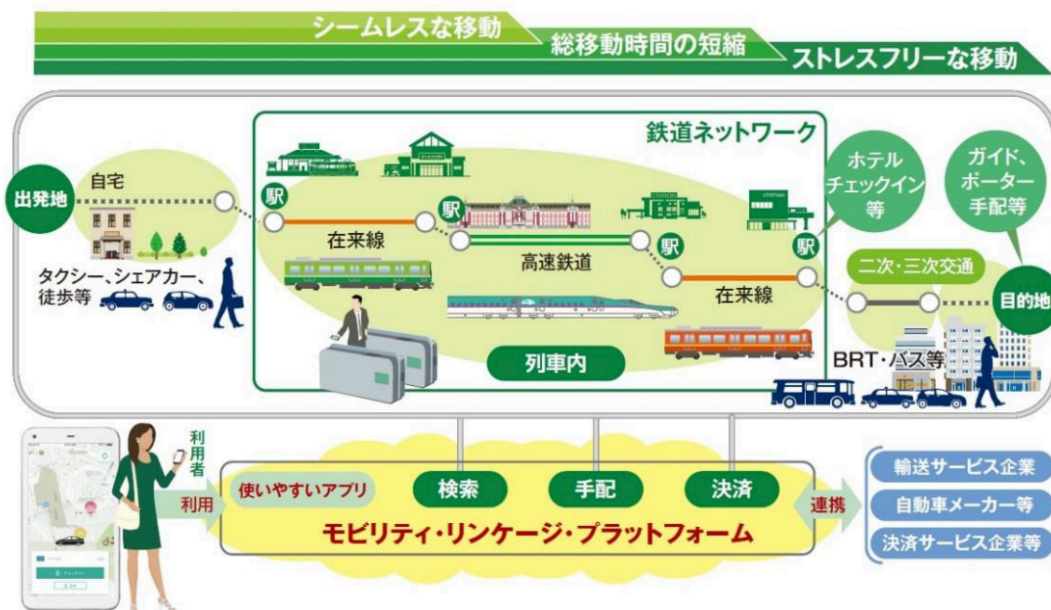 シームレスな移動
総移動時間の短縮
ストレスフリーな移動
鉄道ネットワーク
出発地
自宅
タクシー、シェアカー、
徒歩等
駅
在来線
駅
高速鉄道
駅
在来線
駅
列車内
ホテル
チェックイン
等
ガイド、
ポーター
手配等
二次・三次交通
目的地
BRT・バス等
利用者
利用
使いやすいアプリ
検索
手配
決済
モビリティ・リンケージ・プラットフォーム
連携
輸送サービス企業
自動車メーカー等
決済サービス企業等